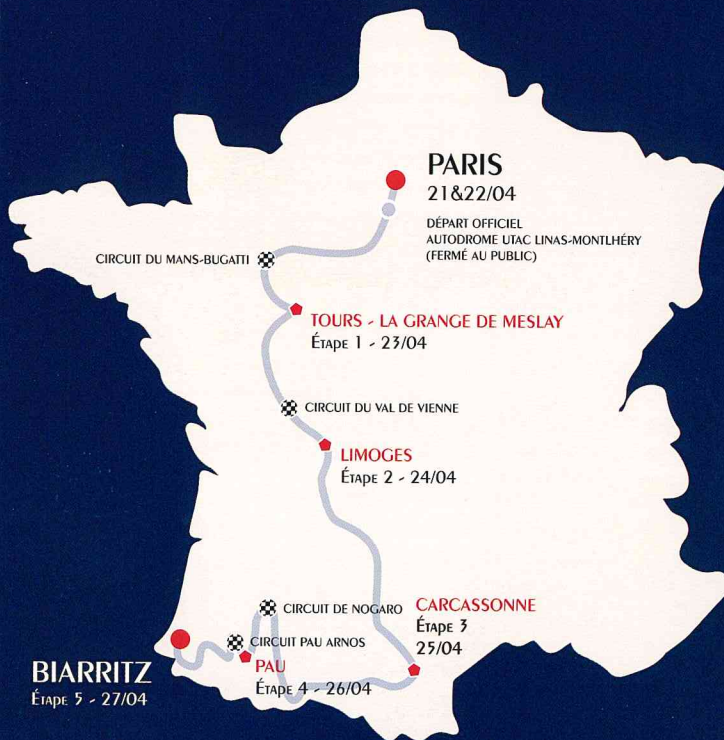 PARIS
21&22/04
DÉPART OFFICIEL
AUTODROME UTAC LINAS-MONTLHÉRY
(FERMÉ AU PUBLIC)
CIRCUIT DU MANS-BUGATTI
TOURS - LA GRANGE DE MESLAY
Étape 1 - 23/04
CIRCUIT DU VAL DE VIENNE
LIMOGES
Étape 2 - 24/04
CIRCUIT DE NOGARO
CARCASSONNE
Étape 3
25/04
CIRCUIT PAU ARNOS
PAU
Étape 4 - 26/04
BIARRITZ
Étape 5 - 27/04